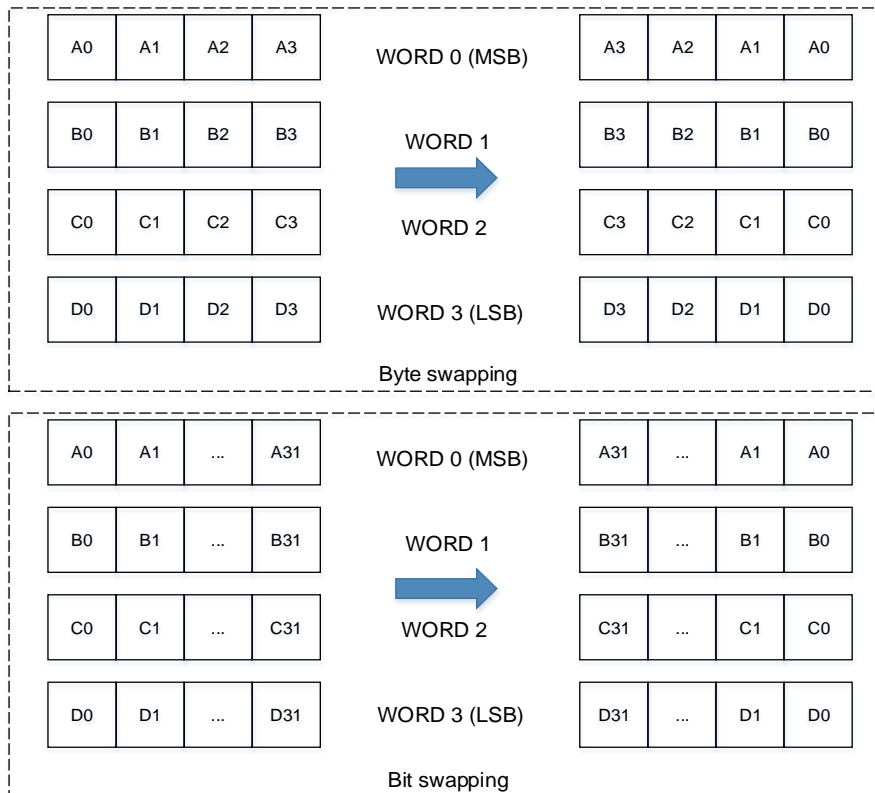 A0 A1 A2 A3 WORD 0 (MSB) A3 A2 A1 A0
B0 B1 B2 B3 WORD 1 B3 B2 B1 B0
C0 C1 C2 C3 WORD 2 C3 C2 C1 C0
D0 D1 D2 D3 WORD 3 (LSB) D3 D2 D1 D0
Byte swapping
A0 A1 ... A31 WORD 0 (MSB) A31 ... A1 A0
B0 B1 ... B31 WORD 1 B31 ... B1 B0
C0 C1 ... C31 WORD 2 C31 ... C1 C0
D0 D1 ... D31 WORD 3 (LSB) D31 ... D1 D0
Bit swapping